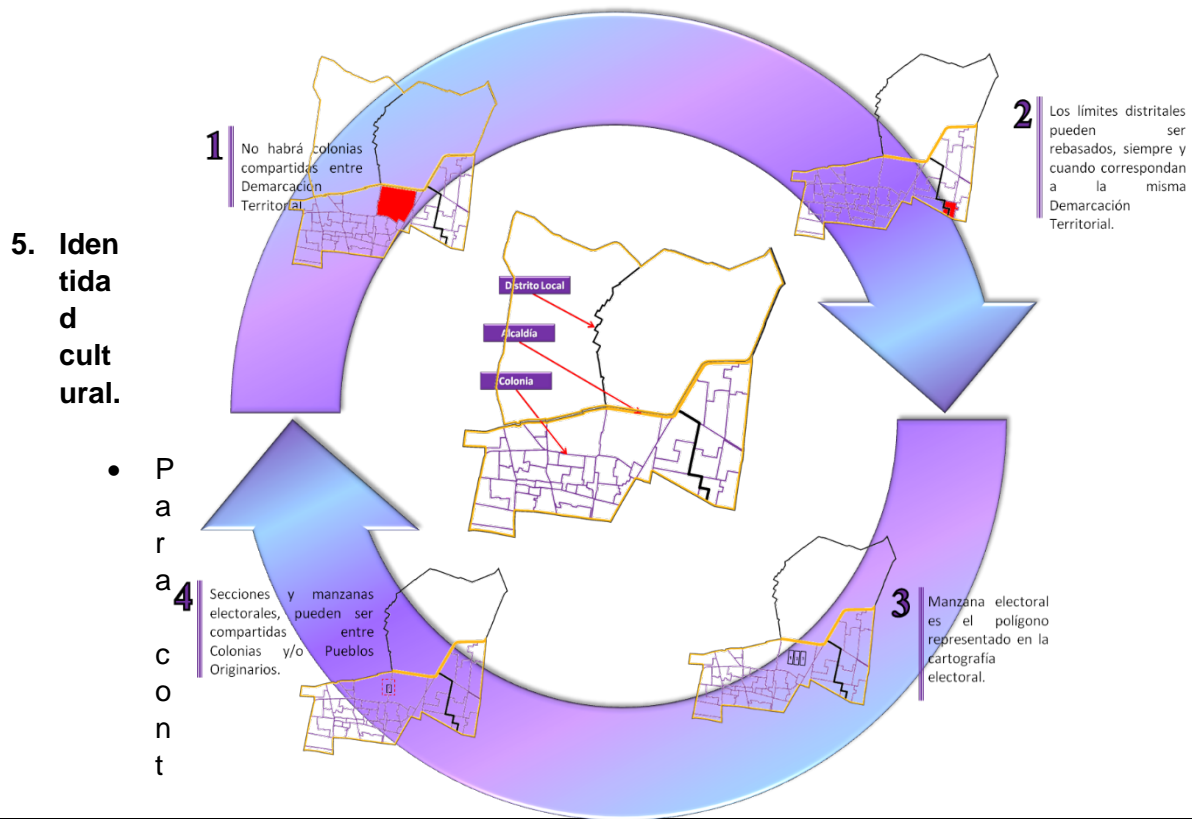 1
No habrá colonias
compartidas entre
Demarcación
Territorial.
2
Los límites distritales
pueden ser
rebasados, siempre y
cuando correspondan
a la misma
Demarcación
Territorial.
Distrito Local
Alcaldía
Colonia
3
Manzana electoral
es el polígono
representado en la
cartografía
electoral.
4
Secciones y manzanas
electorales, pueden ser
compartidas entre
Colonias y/o Pueblos
Originarios.
5. Iden
tida
d
cult
ural.
• P
a
r
a
c
o
n
t